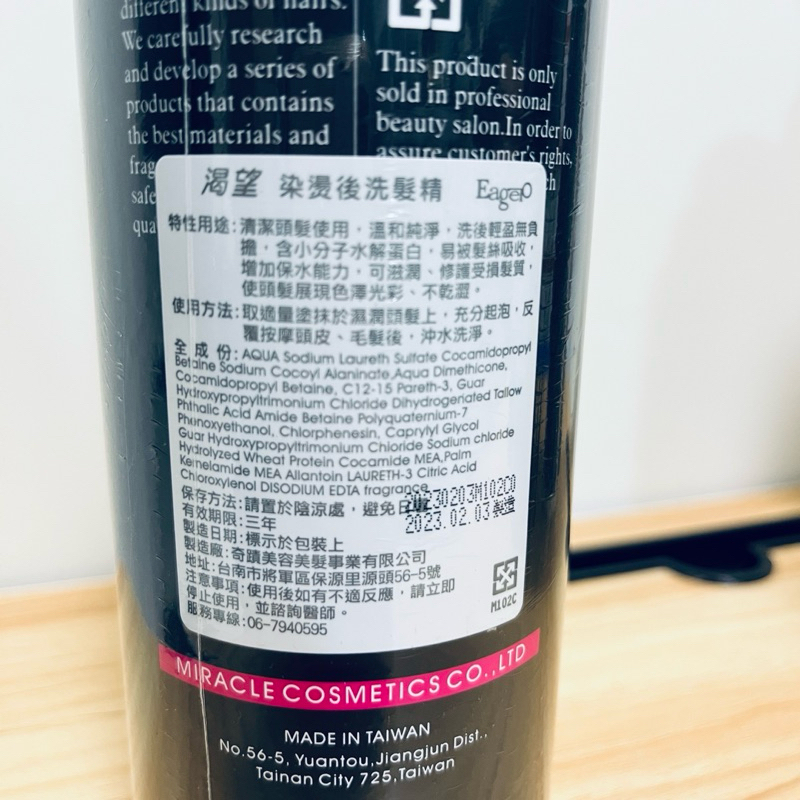 different kinds of hairs.
We carefully research
and develop a series of
products that contains
the best materials and
frag
safe
qua
This product is only
sold in professional
beauty salon.In order to
assure customer's rights,
渴望 染燙後洗髮精 Eager
特性用途:清潔頭髮使用,溫和純淨,洗後輕盈無負
擔,含小分子水解蛋白,易被髮絲吸收,
增加保水能力,可滋潤、修護受損髮質,
使頭髮展現色澤光彩、不乾澀。
使用方法:取適量塗抹於濕潤頭髮上,充分起泡,反
覆按摩頭皮、毛髮後,沖水洗淨。
全 成 份:AQUA Sodium Laureth Sulfate Cocamidopropyl
Betaine Sodium Cocoyl Alaninate,Aqua Dimethicone,
Cocamidopropyl Betaine, C12-15 Pareth-3, Guar
Hydroxypropyltrimonium Chloride Dihydrogenated Tallow
Phthalic Acid Amide Betaine Polyquaternium-7
Phenoxyethanol, Chlorphenesin, Caprylyl Glycol
Guar Hydroxypropyltrimonium Chloride Sodium chloride
Hydrolyzed Wheat Protein Cocamide MEA,Palm
Kernelamide MEA Allantoin LAURETH-3 Citric Acid
Chloroxylenol DISODIUM EDTA fragrance
保存方法:請置於陰涼處,避免日
20230203M102C0
有效期限:三年
2023.02.03製造
製造日期:標示於包裝上
製造廠:奇蹟美容美髮事業有限公司
地址:台南市將軍區保源里源頭56-5號
注意事項:使用後如有不適反應,請立即
停止使用,並諮詢醫師。
服務專線:06-7940595
M102C
MIRACLE COSMETICS CO.,LTD
MADE IN TAIWAN
No.56-5, Yuantou,Jiangjun Dist.,
Tainan City 725,Taiwan